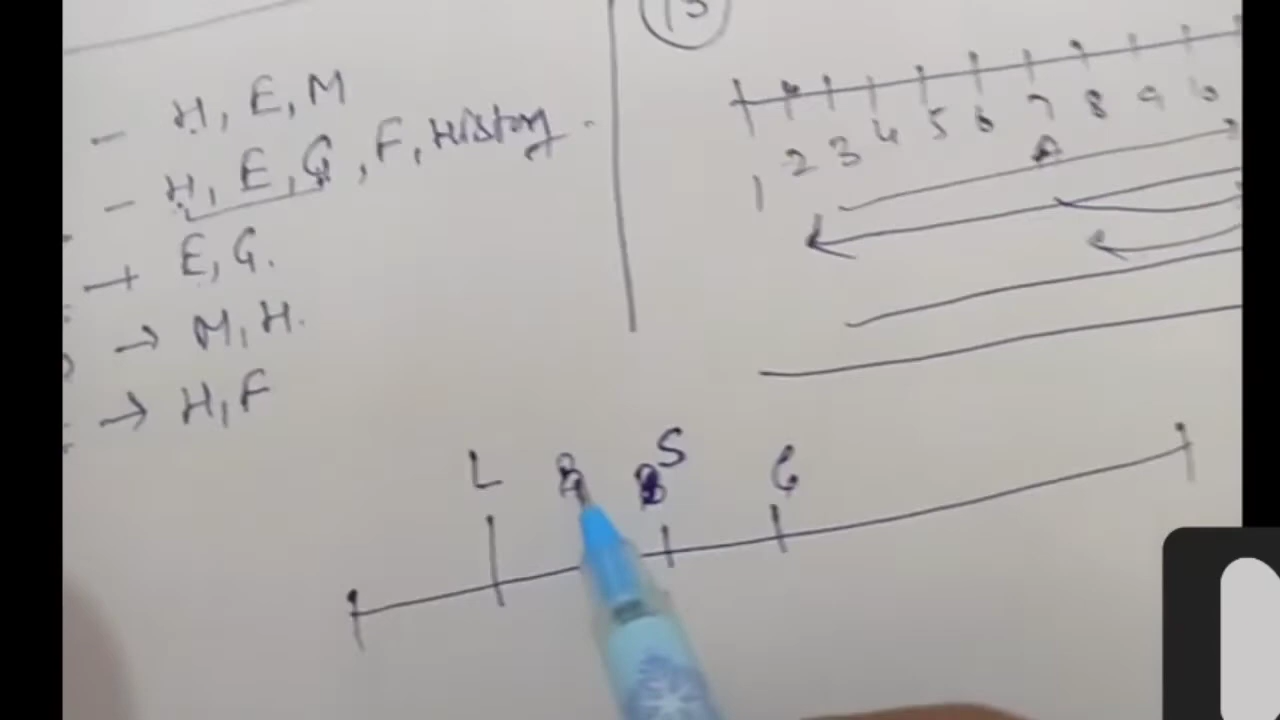 - H, E, M
- H, E, G, F, History.
→ E, G.
→ M, H.
→ H, F
1 2 3 4 5 6 7 8 9 10
A
L B S G